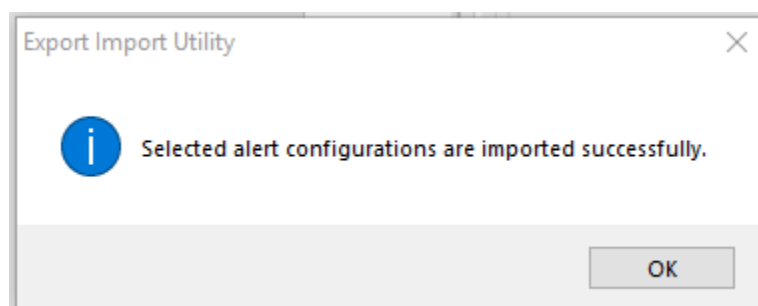 Export Import Utility
Selected alert configurations are imported successfully.
OK